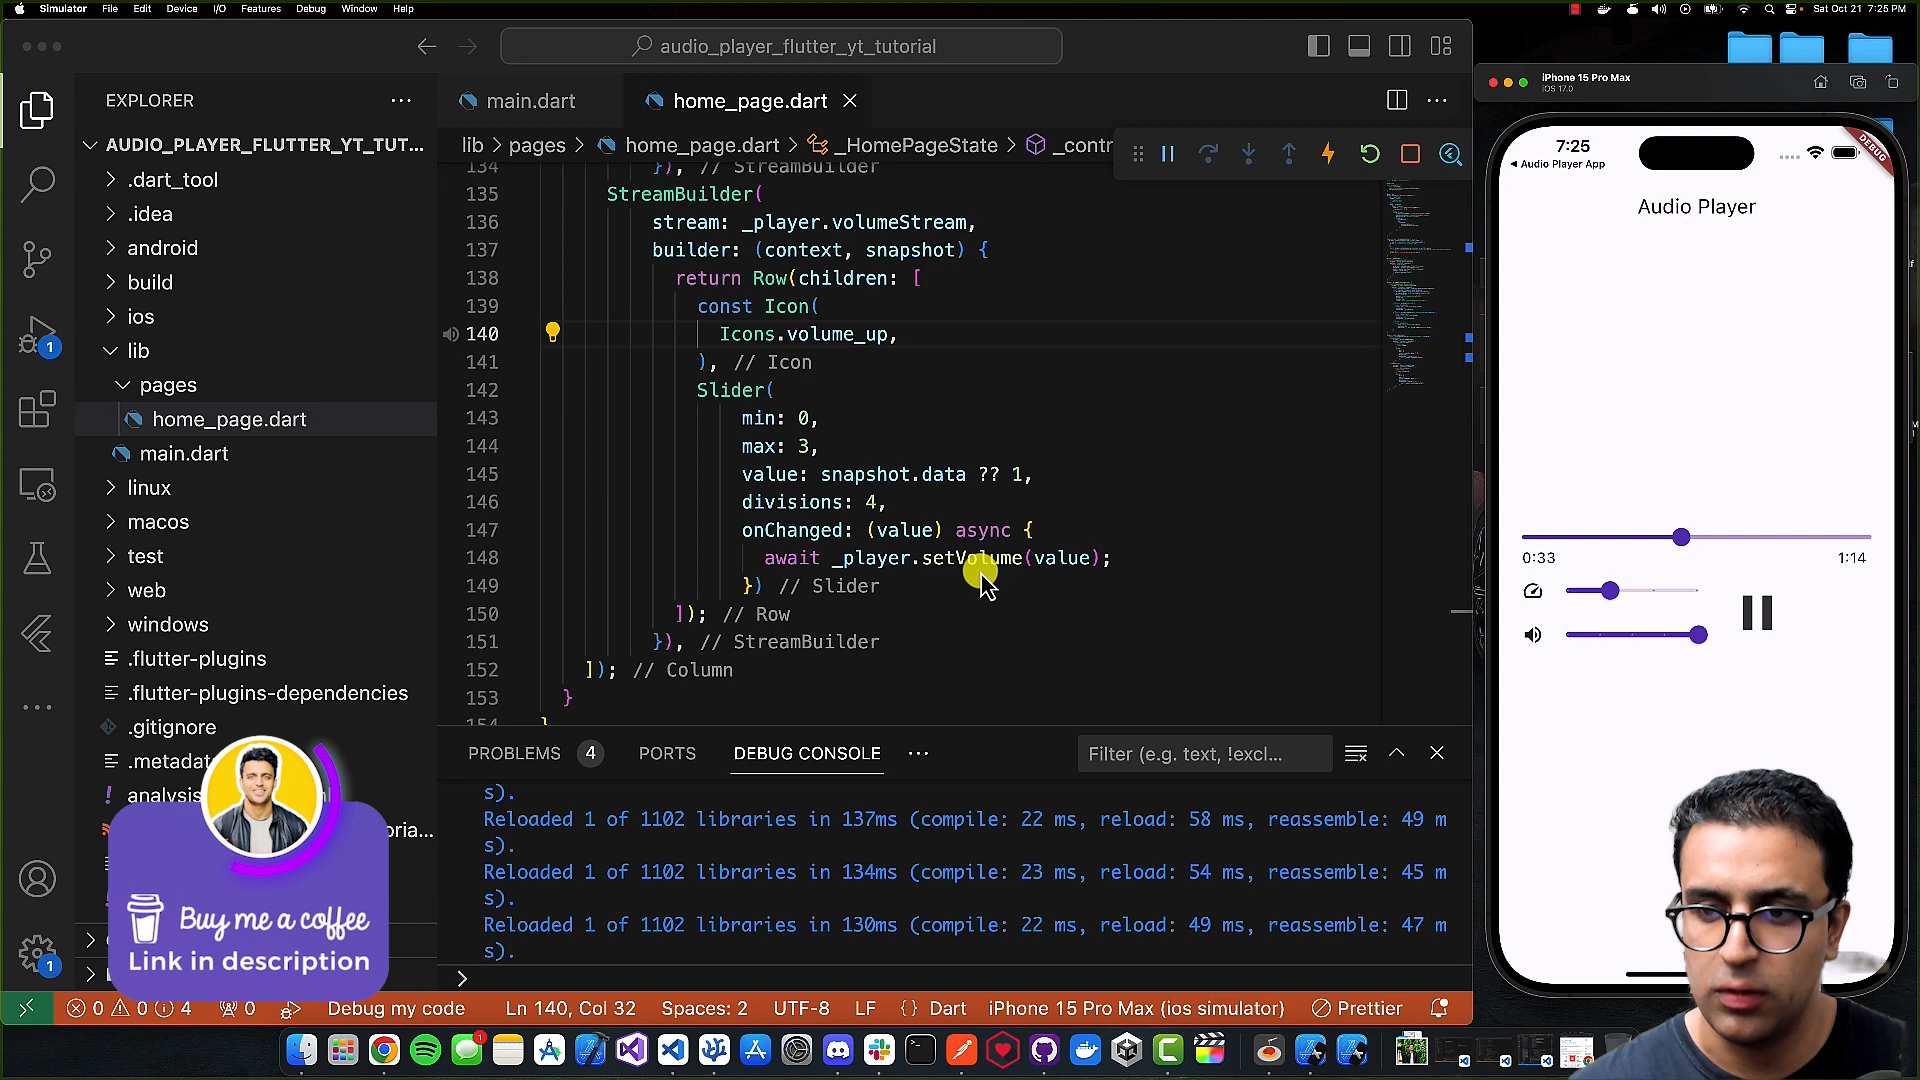 Simulator File Edit Device I/O Features Debug Window Help
Sat Oct 21 7:25 PM
audio_player_flutter_yt_tutorial
EXPLORER
AUDIO_PLAYER_FLUTTER_YT_TUT...
.dart_tool
.idea
android
build
ios
lib
pages
home_page.dart
main.dart
linux
macos
test
web
windows
.flutter-plugins
.flutter-plugins-dependencies
.gitignore
.metadat
analysis
oria...
1
1
Buy me a coffee
Link in description
main.dart
home_page.dart
lib > pages > home_page.dart > _HomePageState > _contr
134 }), // StreamBuilder
135 StreamBuilder(
136 stream: _player.volumeStream,
137 builder: (context, snapshot) {
138 return Row(children: [
139 const Icon(
140 Icons.volume_up,
141 ), // Icon
142 Slider(
143 min: 0,
144 max: 3,
145 value: snapshot.data ?? 1,
146 divisions: 4,
147 onChanged: (value) async {
148 await _player.setVolume(value);
149 }) // Slider
150 ]); // Row
151 }), // StreamBuilder
152 ]); // Column
153 }
154 }
PROBLEMS 4 PORTS DEBUG CONSOLE
Filter (e.g. text, !excl...
s).
Reloaded 1 of 1102 libraries in 137ms (compile: 22 ms, reload: 58 ms, reassemble: 49 m
s).
Reloaded 1 of 1102 libraries in 134ms (compile: 23 ms, reload: 54 ms, reassemble: 45 m
s).
Reloaded 1 of 1102 libraries in 130ms (compile: 22 ms, reload: 49 ms, reassemble: 47 m
s).
0 0 4 0 Debug my code Ln 140, Col 32 Spaces: 2 UTF-8 LF {} Dart iPhone 15 Pro Max (ios simulator) Prettier
iPhone 15 Pro Max
iOS 17.0
7:25
Audio Player App
DEBUG
Audio Player
0:33 1:14
1